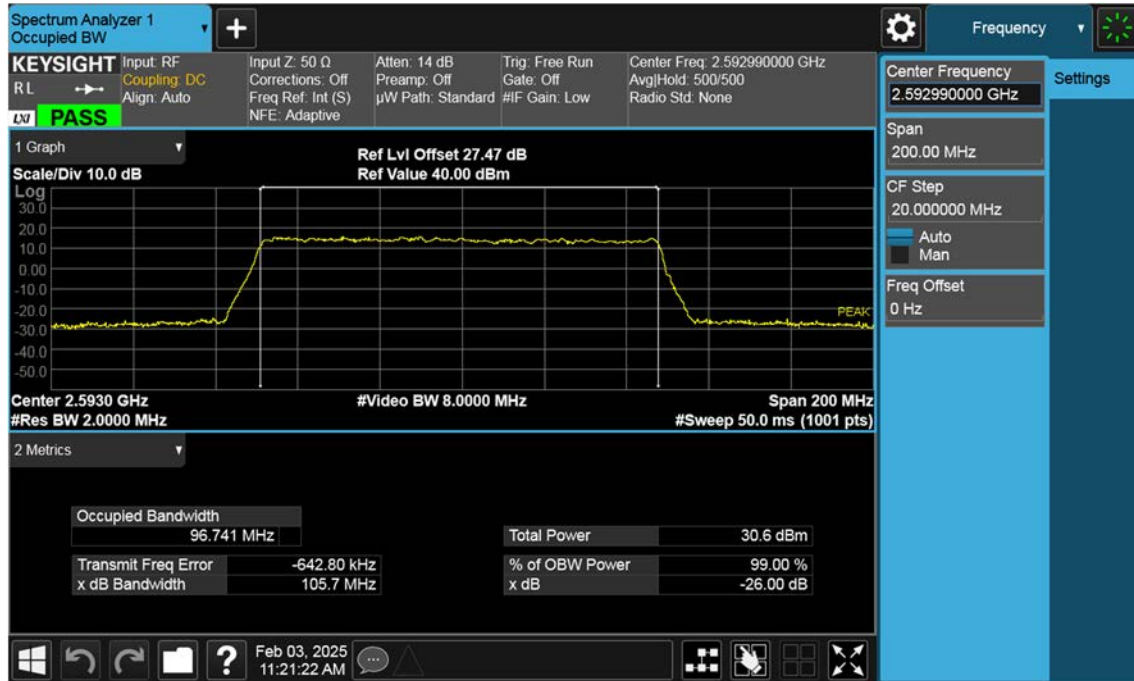 Spectrum Analyzer 1
Occupied BW
+
Frequency
KEYSIGHT
RL
LXI PASS
Input: RF
Coupling: DC
Align: Auto
Input Z: 50 Ω
Corrections: Off
Freq Ref: Int (S)
NFE: Adaptive
Atten: 14 dB
Preamp: Off
µW Path: Standard
Trig: Free Run
Gate: Off
#IF Gain: Low
Center Freq: 2.592990000 GHz
Avg|Hold: 500/500
Radio Std: None
1 Graph
Scale/Div 10.0 dB
Ref Lvl Offset 27.47 dB
Ref Value 40.00 dBm
Log
30.0
20.0
10.0
0.00
-10.0
-20.0
-30.0
-40.0
-50.0
PEAK
Center 2.5930 GHz
#Video BW 8.0000 MHz
Span 200 MHz
#Res BW 2.0000 MHz
#Sweep 50.0 ms (1001 pts)
2 Metrics
Occupied Bandwidth
96.741 MHz
Transmit Freq Error -642.80 kHz
x dB Bandwidth 105.7 MHz
Total Power 30.6 dBm
% of OBW Power 99.00 %
x dB -26.00 dB
Center Frequency
2.592990000 GHz
Settings
Span
200.00 MHz
CF Step
20.000000 MHz
Auto
Man
Freq Offset
0 Hz
?
Feb 03, 2025
11:21:22 AM